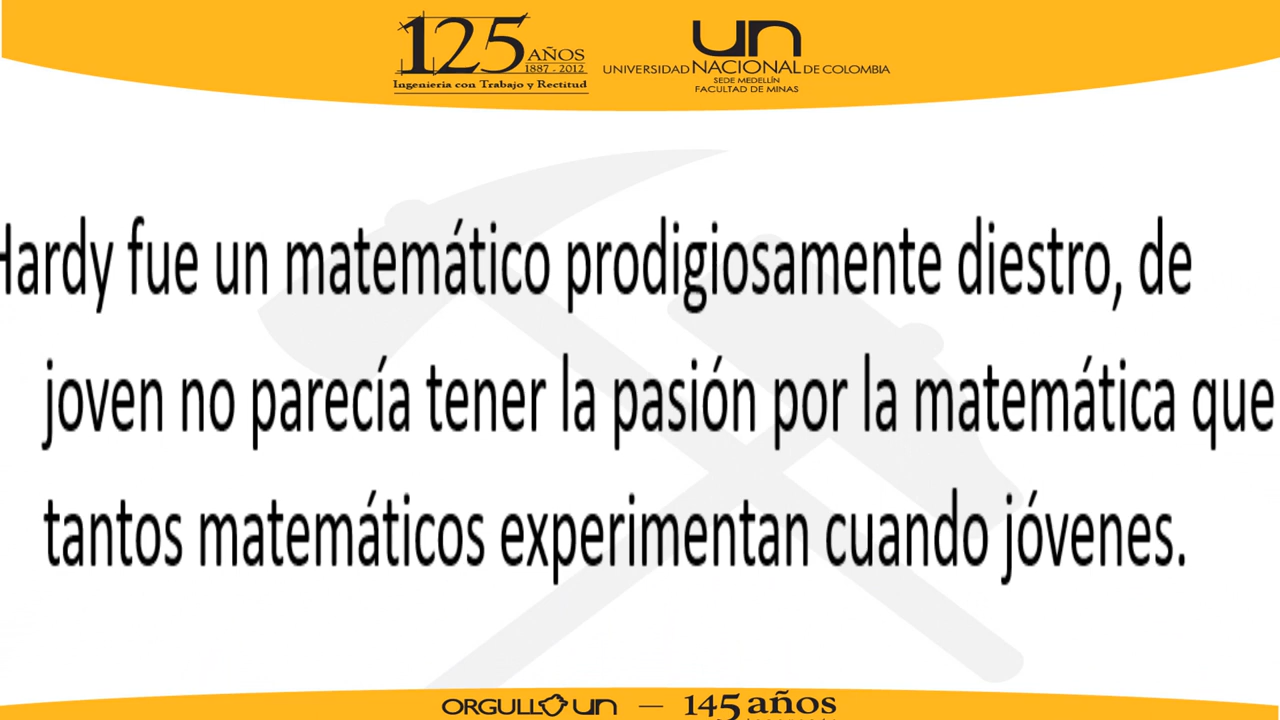 125 AÑOS
1887 - 2012
Ingeniería con Trabajo y Rectitud
un
UNIVERSIDAD NACIONAL DE COLOMBIA
SEDE MEDELLÍN
FACULTAD DE MINAS
Hardy fue un matemático prodigiosamente diestro, de
joven no parecía tener la pasión por la matemática que
tantos matemáticos experimentan cuando jóvenes.
ORGULLO un — 145 años